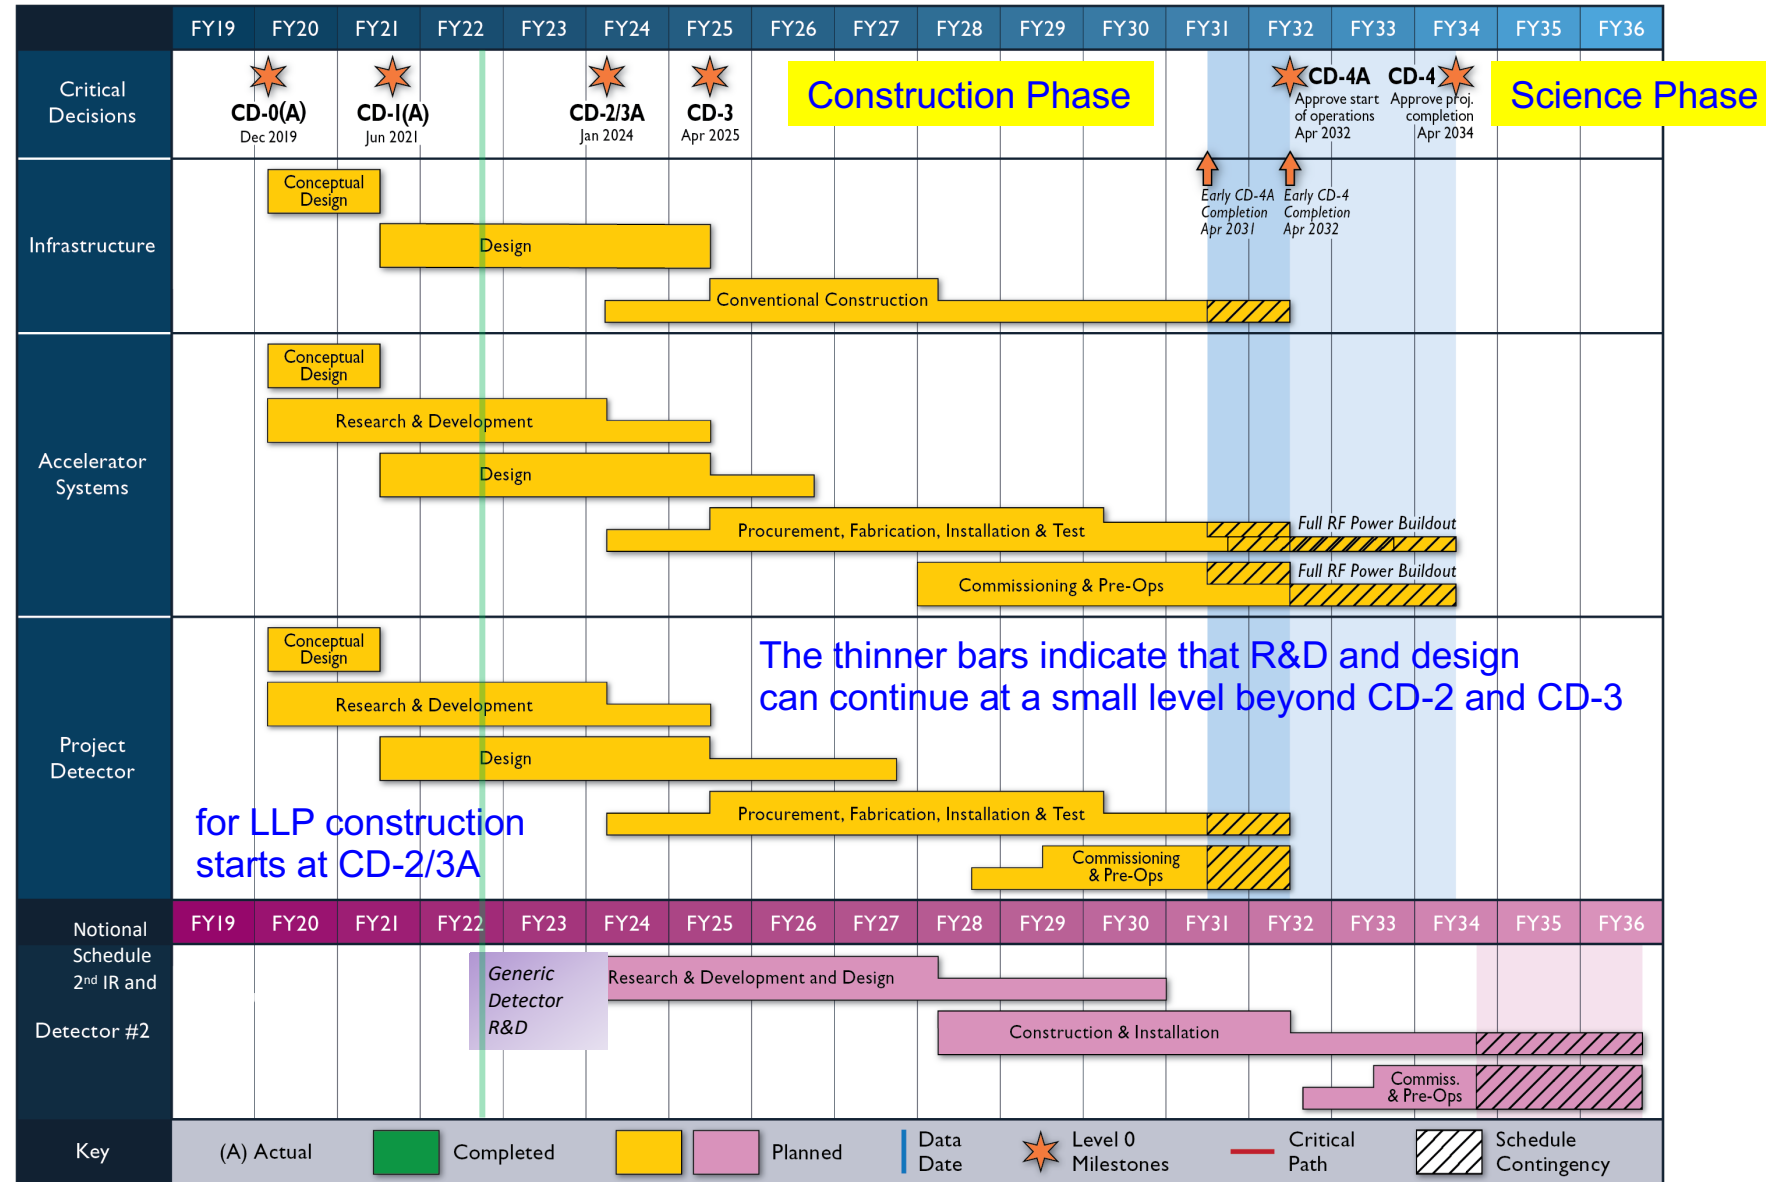 FY19 FY20 FY21 FY22 FY23 FY24 FY25 FY26 FY27 FY28 FY29 FY30 FY31 FY32 FY33 FY34 FY35 FY36
Critical
Decisions
CD-0(A)
Dec 2019
CD-1(A)
Jun 2021
CD-2/3A
Jan 2024
CD-3
Apr 2025
Construction Phase
CD-4A
Approve start
of operations
Apr 2032
CD-4
Approve proj.
completion
Apr 2034
Science Phase
Infrastructure
Conceptual
Design
Design
Conventional Construction
Early CD-4A
Completion
Apr 2031
Early CD-4
Completion
Apr 2032
Accelerator
Systems
Conceptual
Design
Research & Development
Design
Procurement, Fabrication, Installation & Test
Full RF Power Buildout
Commissioning & Pre-Ops
Full RF Power Buildout
Project
Detector
Conceptual
Design
The thinner bars indicate that R&D and design
can continue at a small level beyond CD-2 and CD-3
Research & Development
Design
for LLP construction
starts at CD-2/3A
Procurement, Fabrication, Installation & Test
Commissioning
& Pre-Ops
FY19 FY20 FY21 FY22 FY23 FY24 FY25 FY26 FY27 FY28 FY29 FY30 FY31 FY32 FY33 FY34 FY35 FY36
Notional
Schedule
2nd IR and
Detector #2
Generic
Detector
R&D
Research & Development and Design
Construction & Installation
Commiss.
& Pre-Ops
Key
(A) Actual
Completed
Planned
Data
Date
Level 0
Milestones
Critical
Path
Schedule
Contingency